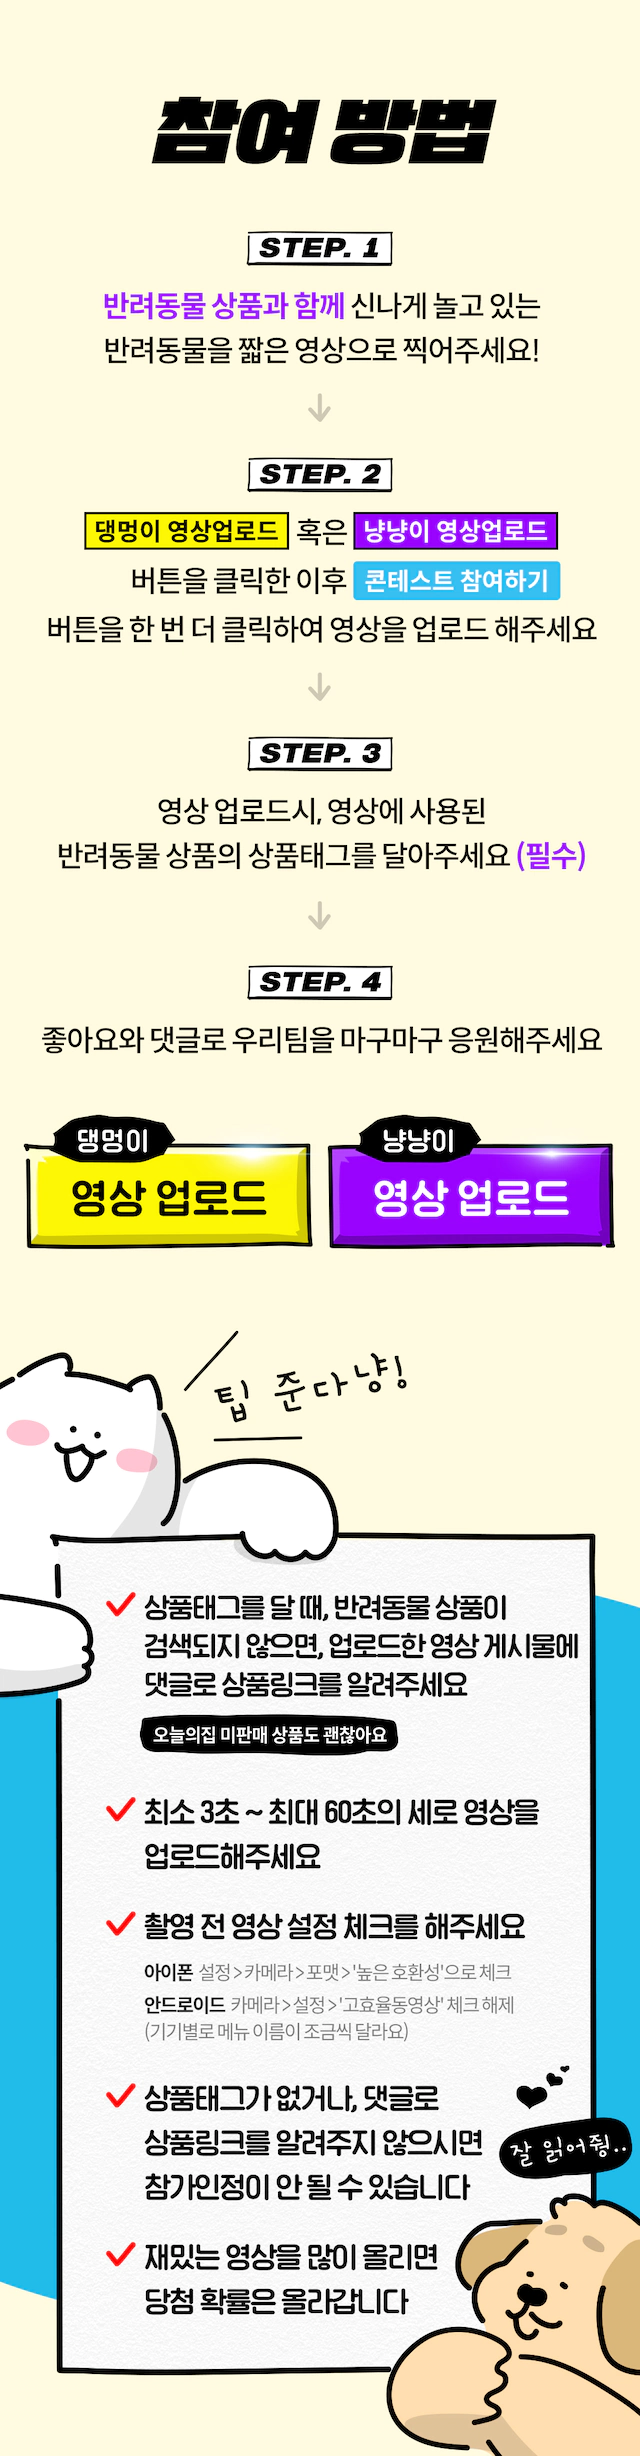 참여 방법
STEP. 1
반려동물 상품과 함께 신나게 놀고 있는
반려동물을 짧은 영상으로 찍어주세요!
STEP. 2
댕멍이 영상업로드 혹은 냥냥이 영상업로드
버튼을 클릭한 이후 콘테스트 참여하기
버튼을 한 번 더 클릭하여 영상을 업로드 해주세요
STEP. 3
영상 업로드시, 영상에 사용된
반려동물 상품의 상품태그를 달아주세요 (필수)
STEP. 4
좋아요와 댓글로 우리팀을 마구마구 응원해주세요
댕멍이
영상 업로드
냥냥이
영상 업로드
팁 준다냥!
상품태그를 달 때, 반려동물 상품이
검색되지 않으면, 업로드한 영상 게시물에
댓글로 상품링크를 알려주세요
오늘의집 미판매 상품도 괜찮아요
최소 3초 ~ 최대 60초의 세로 영상을
업로드해주세요
촬영 전 영상 설정 체크를 해주세요
아이폰 설정 > 카메라 > 포맷 > '높은 호환성'으로 체크
안드로이드 카메라 > 설정 > '고효율동영상' 체크 해제
(기기별로 메뉴 이름이 조금씩 달라요)
상품태그가 없거나, 댓글로
상품링크를 알려주지 않으시면
참가인정이 안 될 수 있습니다
잘 읽어줭..
재밌는 영상을 많이 올리면
당첨 확률은 올라갑니다